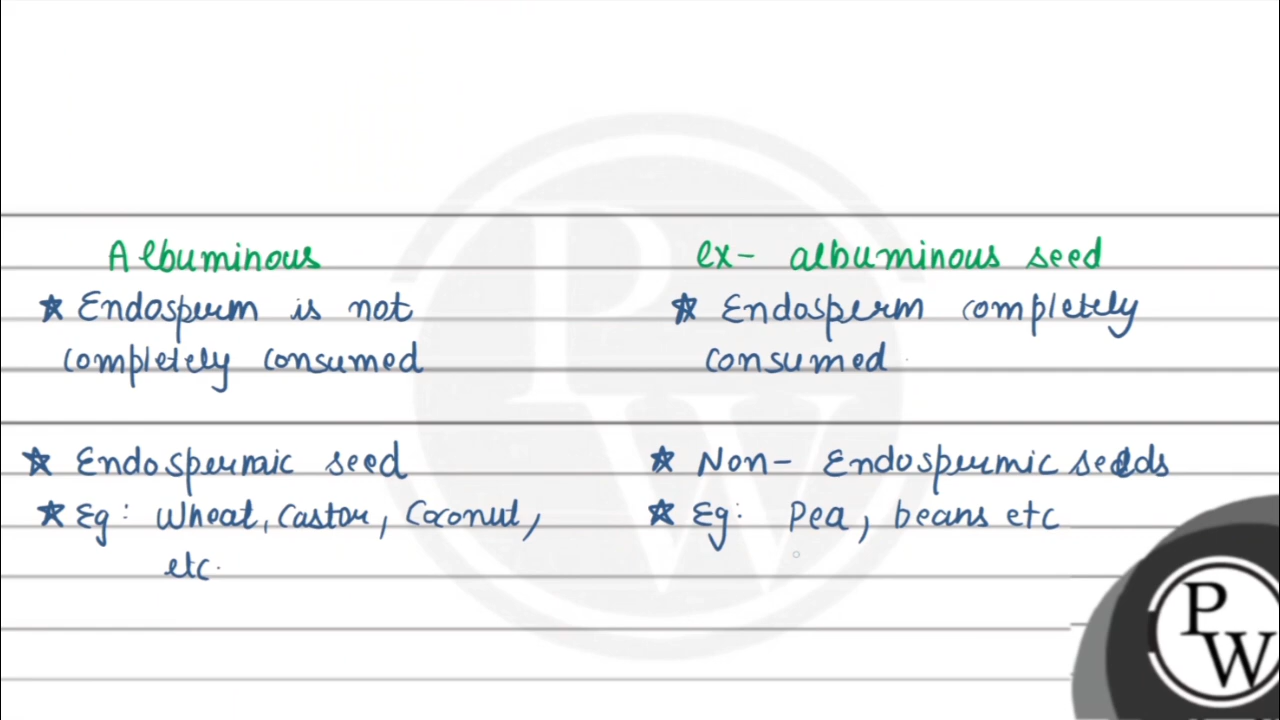 Albuminous
★ Endosperm is not
completely consumed
★ Endospermic seed
★ Eg: Wheat, Castor, Coconut,
etc.
ex- albuminous seed
★ Endosperm completely
consumed
★ Non- Endospermic seeds
★ Eg: Pea, beans etc
P
W
P
W